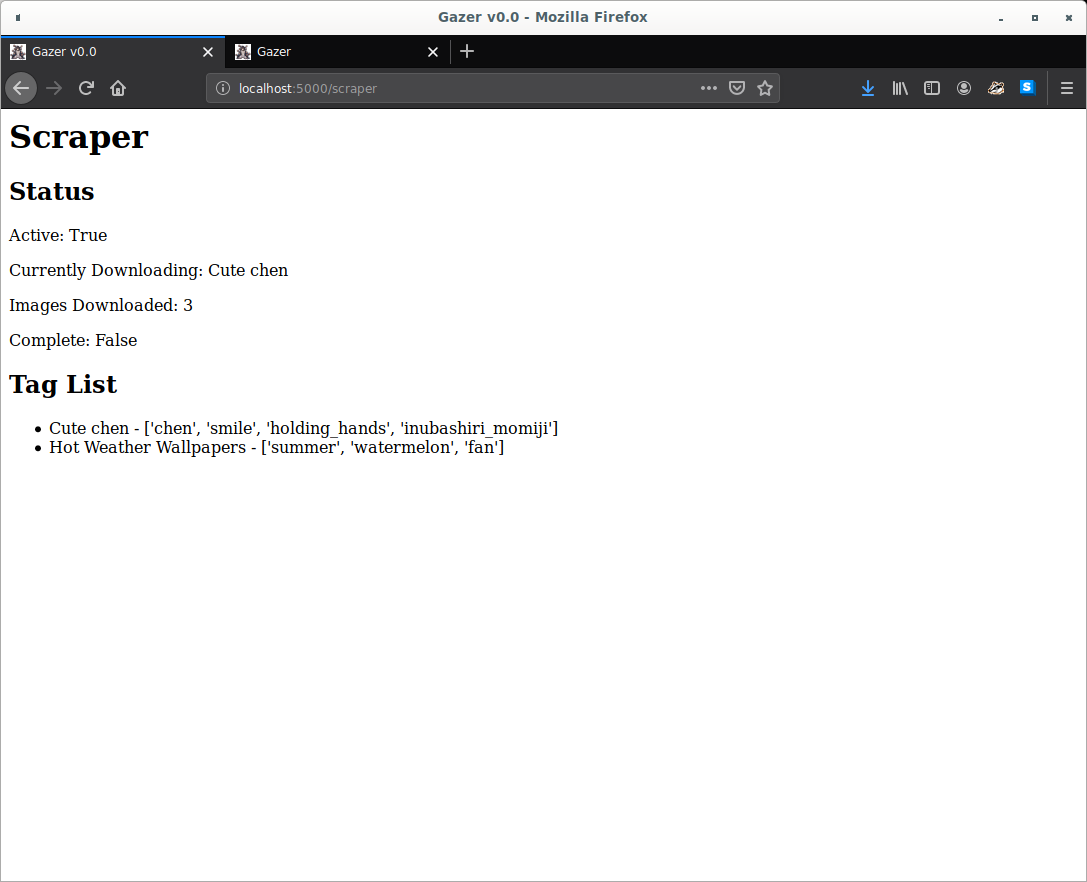 Gazer v0.0 - Mozilla Firefox
Gazer v0.0
Gazer
localhost:5000/scraper
S
Scraper
Status
Active: True
Currently Downloading: Cute chen
Images Downloaded: 3
Complete: False
Tag List
• Cute chen - ['chen', 'smile', 'holding_hands', 'inubashiri_momiji']
• Hot Weather Wallpapers - ['summer', 'watermelon', 'fan']